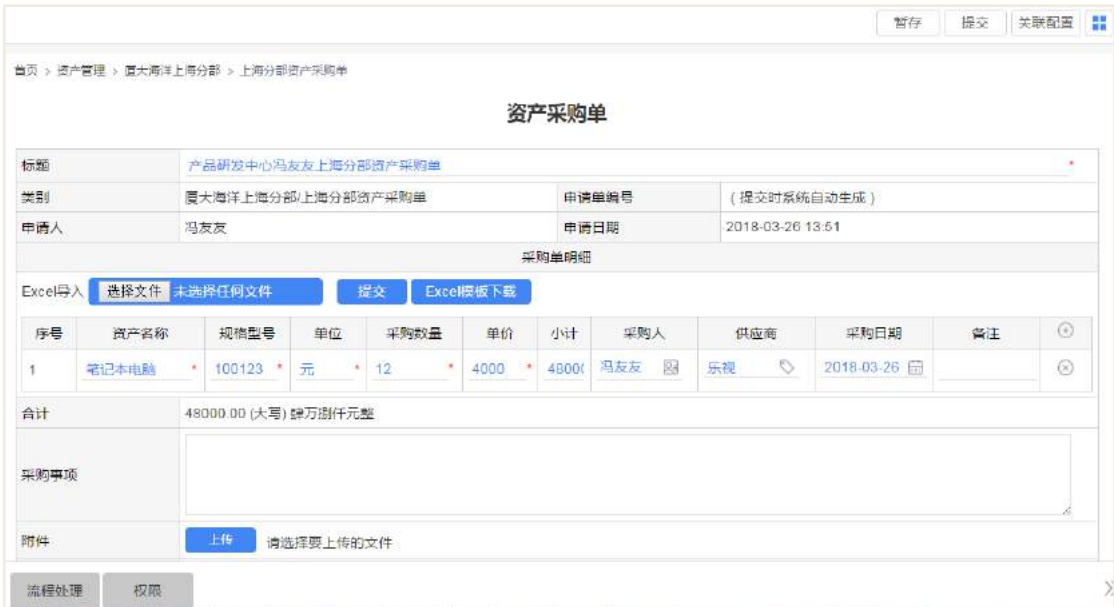 暂存 提交 关联配置
首页 > 资产管理 > 厦大海洋上海分部 > 上海分部资产采购单
资产采购单
标题 产品研发中心冯友友上海分部资产采购单 *
类别 厦大海洋上海分部/上海分部资产采购单 申请单编号 (提交时系统自动生成)
申请人 冯友友 申请日期 2018-03-26 13:51
采购单明细
Excel导入 选择文件 未选择任何文件 提交 Excel模板下载
序号 资产名称 规格型号 单位 采购数量 单价 小计 采购人 供应商 采购日期 备注
1 笔记本电脑 * 100123 * 元 * 12 * 4000 * 4800( 冯友友 乐视 2018-03-26
合计 48000.00 (大写) 肆万捌仟元整
采购事项
附件 上传 请选择要上传的文件
流程处理 权限